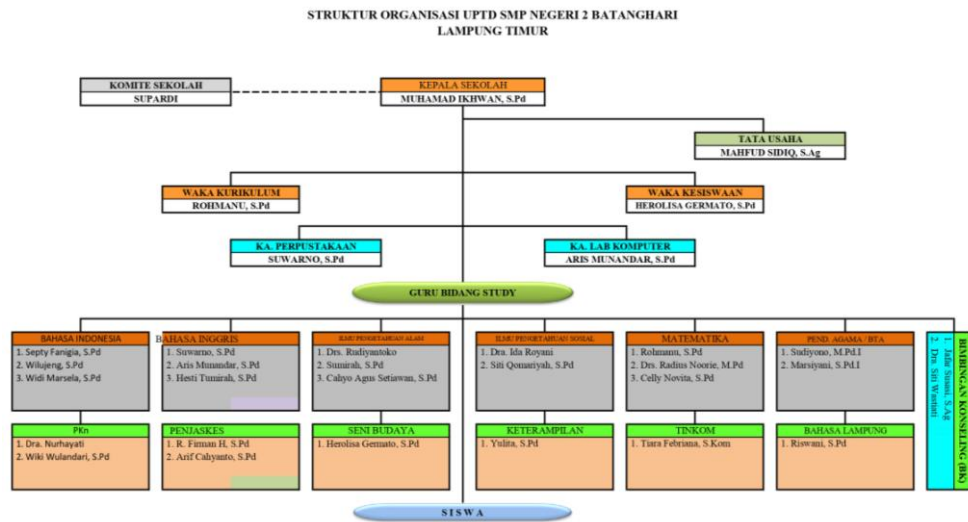 STRUKTUR ORGANISASI UPTD SMP NEGERI 2 BATANGHARI
LAMPUNG TIMUR
KOMITE SEKOLAH
SUPARDI
KEPALA SEKOLAH
MUHAMAD IKHWAN, S.Pd
TATA USAHA
MAHFUD SIDIQ, S.Ag
WAKA KURIKULUM
ROHMANU, S.Pd
WAKA KESISWAAN
HEROLISA GERMATO, S.Pd
KA. PERPUSTAKAAN
SUWARNO, S.Pd
KA. LAB KOMPUTER
ARIS MUNANDAR, S.Pd
GURU BIDANG STUDY
BAHASA INDONESIA
1. Septy Fanigia, S.Pd
2. Wilujeng, S.Pd
3. Widi Marsela, S.Pd
BAHASA INGGRIS
1. Suwarno, S.Pd
2. Aris Munandar, S.Pd
3. Hesti Tumirah, S.Pd
ILMU PENGETAHUAN ALAM
1. Drs. Rudiyantoko
2. Sumirah, S.Pd
3. Cahyo Agus Setiawan, S.Pd
ILMU PENGETAHUAN SOSIAL
1. Dra. Ida Royani
2. Siti Qomariyah, S.Pd
MATEMATIKA
1. Rohmanu, S.Pd
2. Drs. Radius Noorie, M.Pd
3. Celly Novita, S.Pd
PEND. AGAMA / BTA
1. Sudiyono, M.Pd.I
2. Marsiyani, S.Pd.I
BIMBINGAN KONSELING (BK)
1. Jafar Susasi, S.Ag
2. Drs. Siti
PKn
1. Dra. Nurhayati
2. Wiki Wulandari, S.Pd
PENJASKES
1. R. Firman H, S.Pd
2. Arif Cahyanto, S.Pd
SENI BUDAYA
1. Herolisa Germato, S.Pd
KETERAMPILAN
1. Yulita, S.Pd
TINKOM
1. Tiara Febriana, S.Kom
BAHASA LAMPUNG
1. Riswani, S.Pd
S I S W A